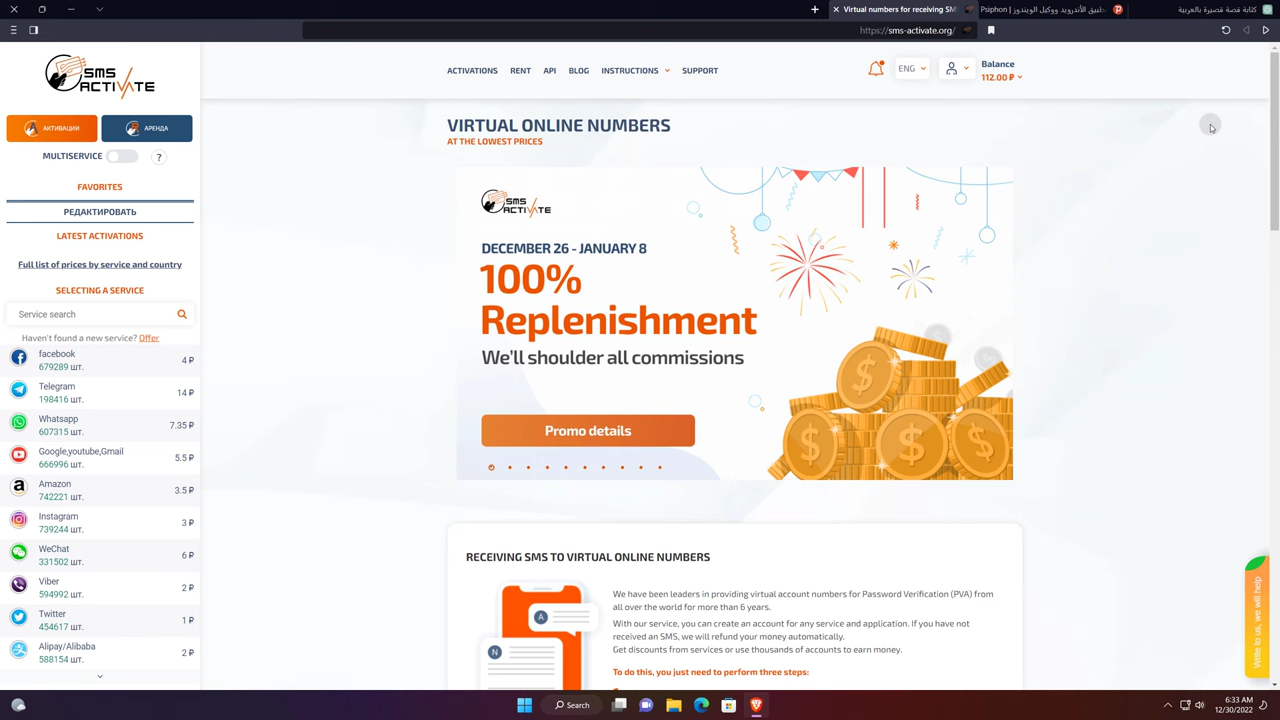 Virtual numbers for receiving SM
Psiphon | تطبيق الأندرويد ووكيل الويندوز
كتابة قصة قصيرة بالعربية
https://sms-activate.org/
SMS ACTIVATE
ACTIVATIONS
RENT
API
BLOG
INSTRUCTIONS
SUPPORT
ENG
Balance
112.00 ₽
АКТИВАЦИИ
АРЕНДА
MULTISERVICE
?
FAVORITES
РЕДАКТИРОВАТЬ
LATEST ACTIVATIONS
Full list of prices by service and country
SELECTING A SERVICE
Service search
Haven't found a new service? Offer
facebook
679289 шт.
4 ₽
Telegram
198416 шт.
14 ₽
Whatsapp
607315 шт.
7.35 ₽
Google,youtube,Gmail
666996 шт.
5.5 ₽
Amazon
742221 шт.
3.5 ₽
Instagram
739244 шт.
3 ₽
WeChat
331502 шт.
6 ₽
Viber
594992 шт.
2 ₽
Twitter
454617 шт.
1 ₽
Alipay/Alibaba
588154 шт.
2 ₽
VIRTUAL ONLINE NUMBERS
AT THE LOWEST PRICES
SMS ACTIVATE
DECEMBER 26 - JANUARY 8
100%
Replenishment
We'll shoulder all commissions
Promo details
RECEIVING SMS TO VIRTUAL ONLINE NUMBERS
A
N
We have been leaders in providing virtual account numbers for Password Verification (PVA) from
all over the world for more than 6 years.
With our service, you can create an account for any service and application. If you have not
received an SMS, we will refund your money automatically.
Get discounts from services or use thousands of accounts to earn money.
To do this, you just need to perform three steps:
Write to us, we will help
Search
6:33 AM
12/30/2022